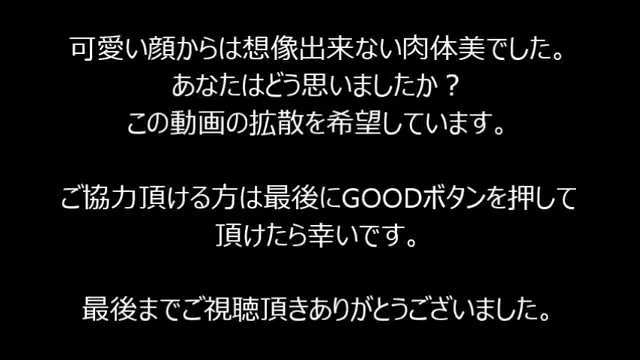 可愛い顔からは想像出来ない肉体美でした。
あなたはどう思いましたか？
この動画の拡散を希望しています。
ご協力頂ける方は最後にGOODボタンを押して
頂けたら幸いです。
最後までご視聴頂きありがとうございました。